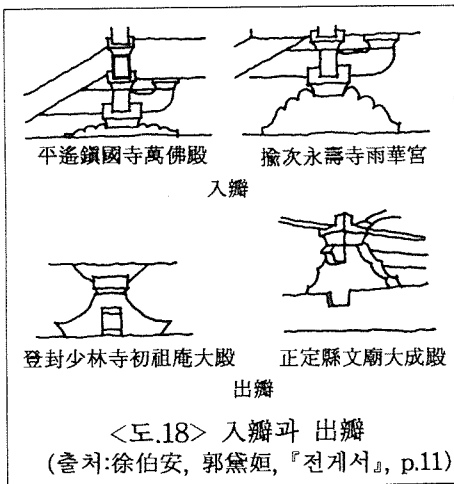 平遙鎭國寺萬佛殿 揄次永壽寺雨華宮
入瓣
登封少林寺初祖庵大殿 正定縣文廟大成殿
出瓣
<도.18> 入瓣과 出瓣
(출처:徐伯安, 郭黛姮, 『전게서』, p.11)